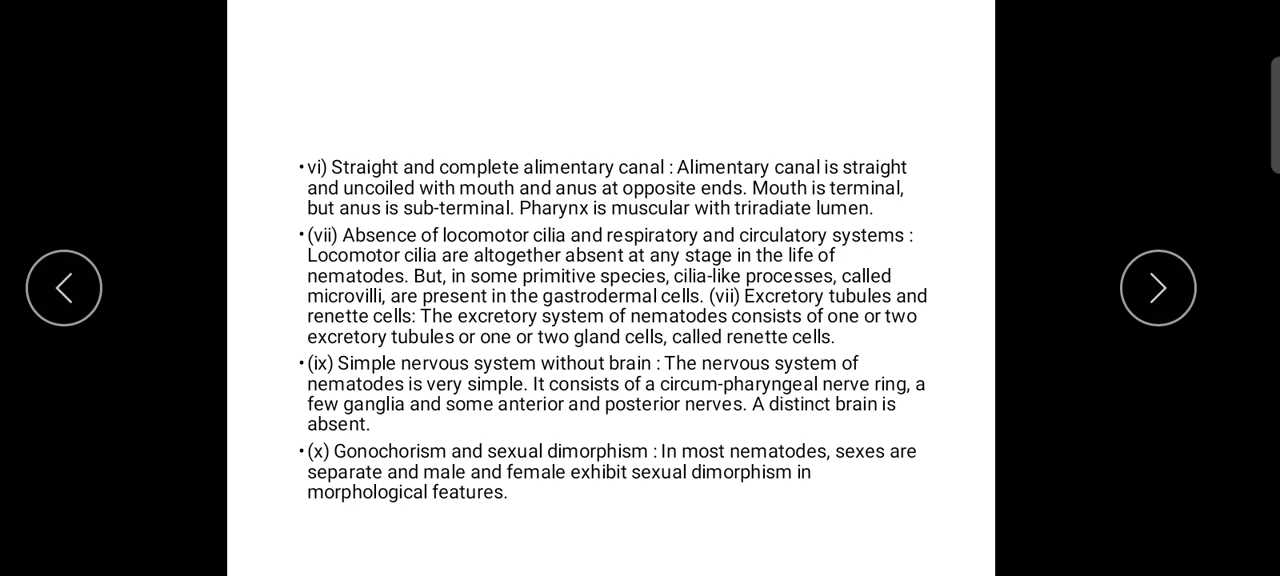 • vi) Straight and complete alimentary canal : Alimentary canal is straight
and uncoiled with mouth and anus at opposite ends. Mouth is terminal,
but anus is sub-terminal. Pharynx is muscular with triradiate lumen.
• (vii) Absence of locomotor cilia and respiratory and circulatory systems :
Locomotor cilia are altogether absent at any stage in the life of
nematodes. But, in some primitive species, cilia-like processes, called
microvilli, are present in the gastrodermal cells. (vii) Excretory tubules and
renette cells: The excretory system of nematodes consists of one or two
excretory tubules or one or two gland cells, called renette cells.
• (ix) Simple nervous system without brain : The nervous system of
nematodes is very simple. It consists of a circum-pharyngeal nerve ring, a
few ganglia and some anterior and posterior nerves. A distinct brain is
absent.
• (x) Gonochorism and sexual dimorphism : In most nematodes, sexes are
separate and male and female exhibit sexual dimorphism in
morphological features.